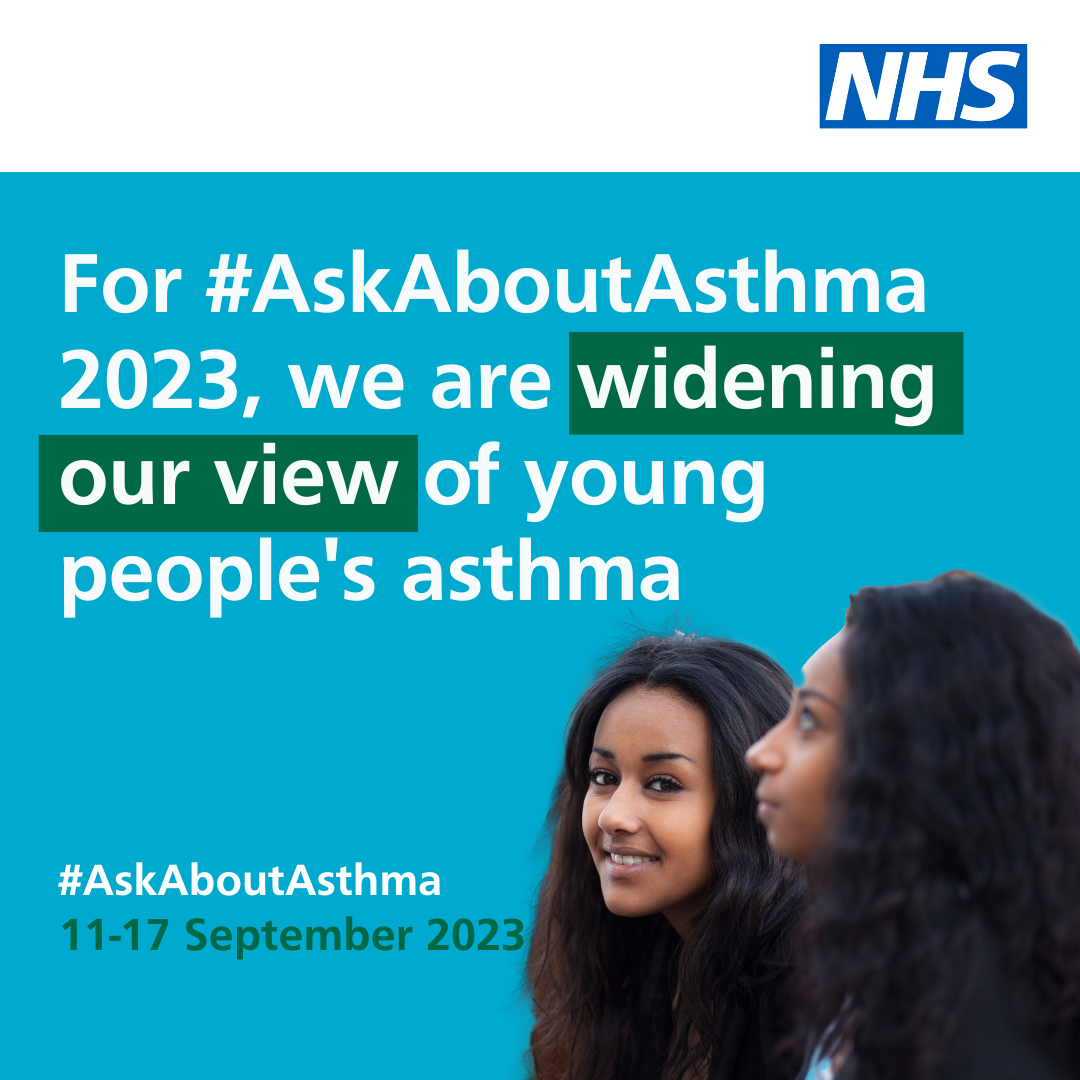 NHS
For #AskAboutAsthma
2023, we are widening
our view of young
people's asthma
#AskAboutAsthma
11-17 September 2023